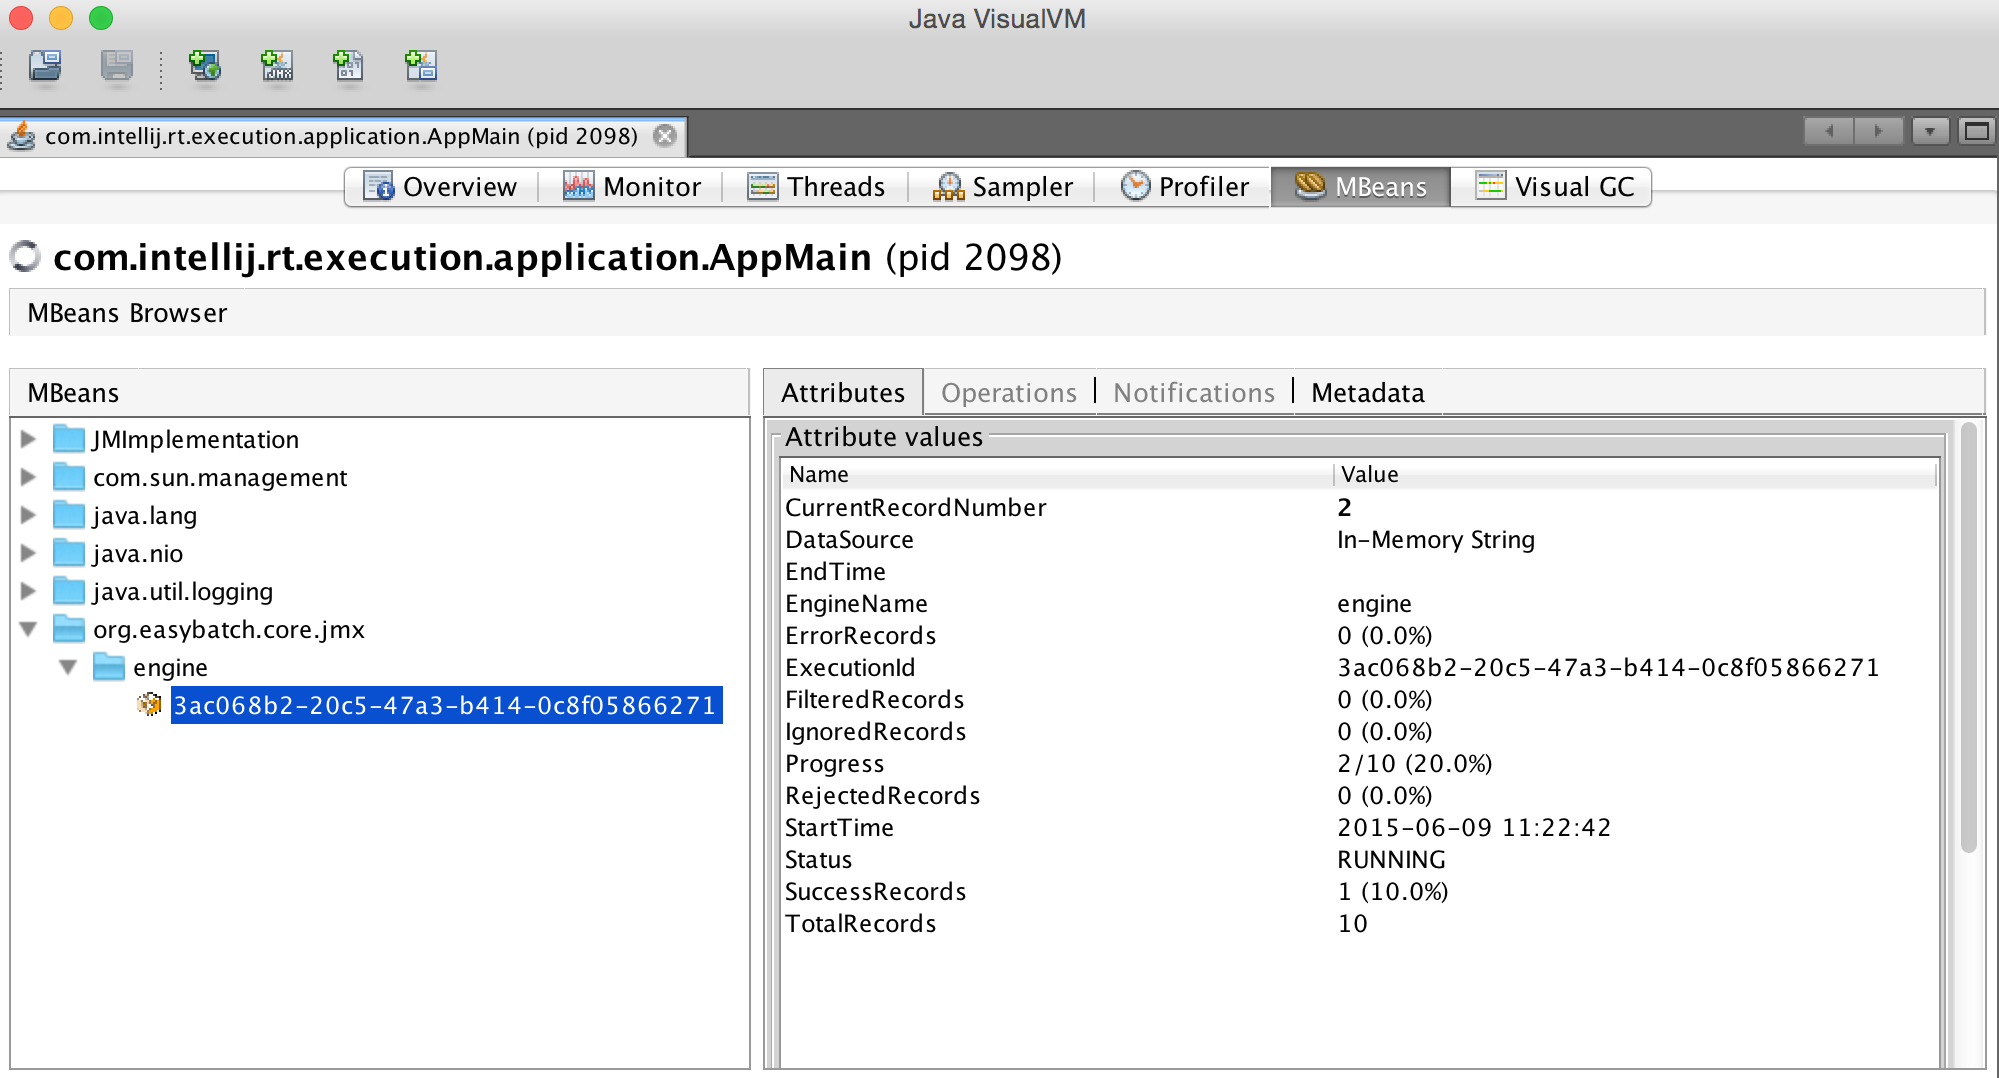 Java VisualVM
com.intellij.rt.execution.application.AppMain (pid 2098)
Overview Monitor Threads Sampler Profiler MBeans Visual GC
com.intellij.rt.execution.application.AppMain (pid 2098)
MBeans Browser
MBeans
JMImplementation
com.sun.management
java.lang
java.nio
java.util.logging
org.easybatch.core.jmx
engine
3ac068b2-20c5-47a3-b414-0c8f05866271
Attributes Operations Notifications Metadata
Attribute values
Name Value
CurrentRecordNumber 2
DataSource In-Memory String
EndTime
EngineName engine
ErrorRecords 0 (0.0%)
ExecutionId 3ac068b2-20c5-47a3-b414-0c8f05866271
FilteredRecords 0 (0.0%)
IgnoredRecords 0 (0.0%)
Progress 2/10 (20.0%)
RejectedRecords 0 (0.0%)
StartTime 2015-06-09 11:22:42
Status RUNNING
SuccessRecords 1 (10.0%)
TotalRecords 10